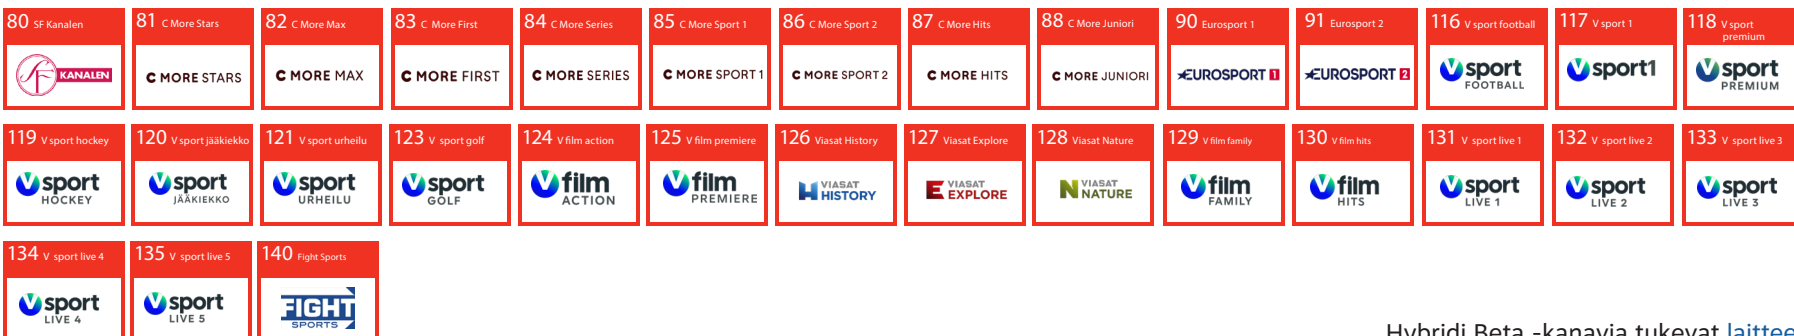 80 SF Kanalen
SF KANALEN
81 C More Stars
C MORE STARS
82 C More Max
C MORE MAX
83 C More First
C MORE FIRST
84 C More Series
C MORE SERIES
85 C More Sport 1
C MORE SPORT 1
86 C More Sport 2
C MORE SPORT 2
87 C More Hits
C MORE HITS
88 C More Juniori
C MORE JUNIORI
90 Eurosport 1
EUROSPORT 1
91 Eurosport 2
EUROSPORT 2
116 V sport football
V sport
FOOTBALL
117 V sport 1
V sport1
118 V sport
premium
V sport
PREMIUM
119 V sport hockey
V sport
HOCKEY
120 V sport jääkiekko
V sport
JÄÄKIEKKO
121 V sport urheilu
V sport
URHEILU
123 V sport golf
V sport
GOLF
124 V film action
V film
ACTION
125 V film premiere
V film
PREMIERE
126 Viasat History
H VIASAT
HISTORY
127 Viasat Explore
E VIASAT
EXPLORE
128 Viasat Nature
N VIASAT
NATURE
129 V film family
V film
FAMILY
130 V film hits
V film
HITS
131 V sport live 1
V sport
LIVE 1
132 V sport live 2
V sport
LIVE 2
133 V sport live 3
V sport
LIVE 3
134 V sport live 4
V sport
LIVE 4
135 V sport live 5
V sport
LIVE 5
140 Fight Sports
FIGHT
SPORTS
Hybridi Beta -kanavia tukevat laittee